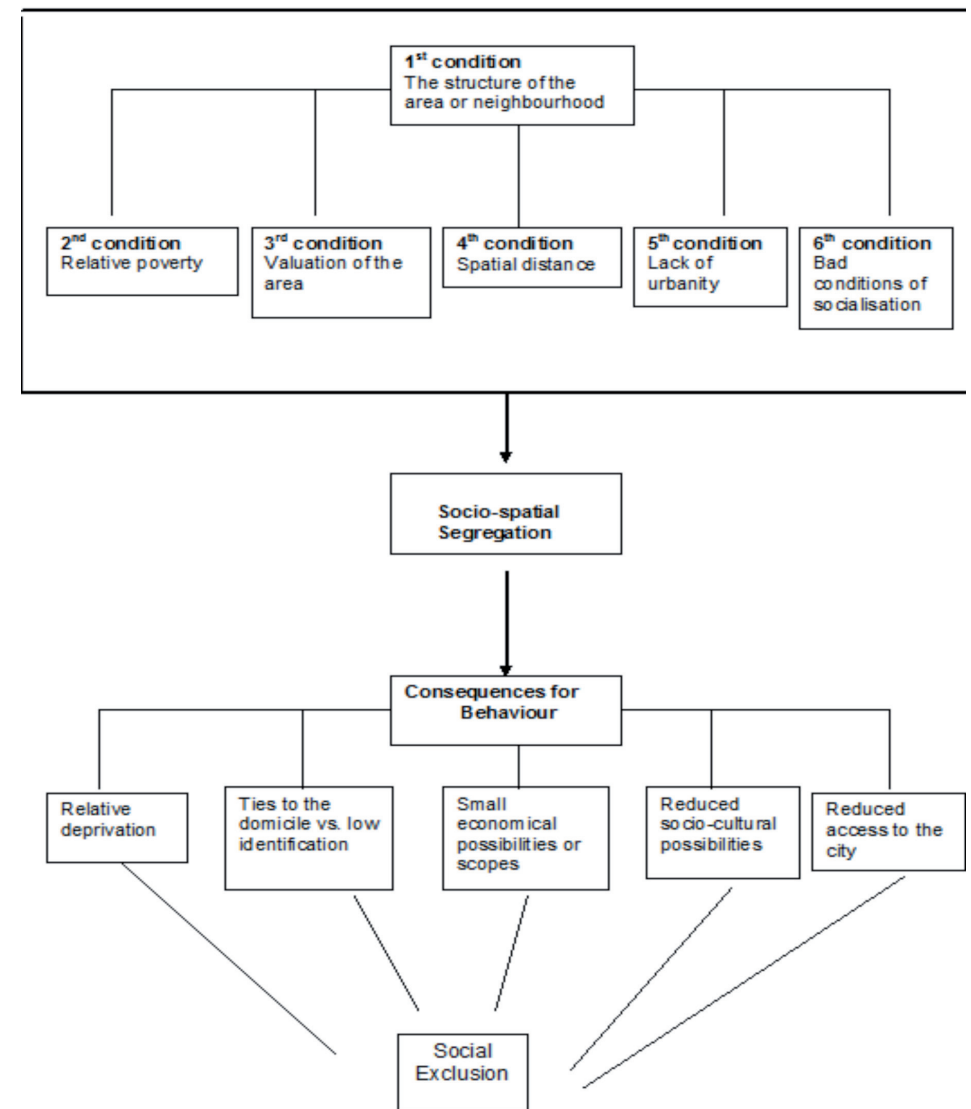 1st condition
The structure of the
area or neighbourhood
2nd condition
Relative poverty
3rd condition
Valuation of the
area
4th condition
Spatial distance
5th condition
Lack of
urbanity
6th condition
Bad
conditions of
socialisation
Socio-spatial
Segregation
Consequences for
Behaviour
Relative
deprivation
Ties to the
domicile vs. low
identification
Small
economical
possibilities or
scopes
Reduced
socio-cultural
possibilities
Reduced
access to the
city
Social
Exclusion